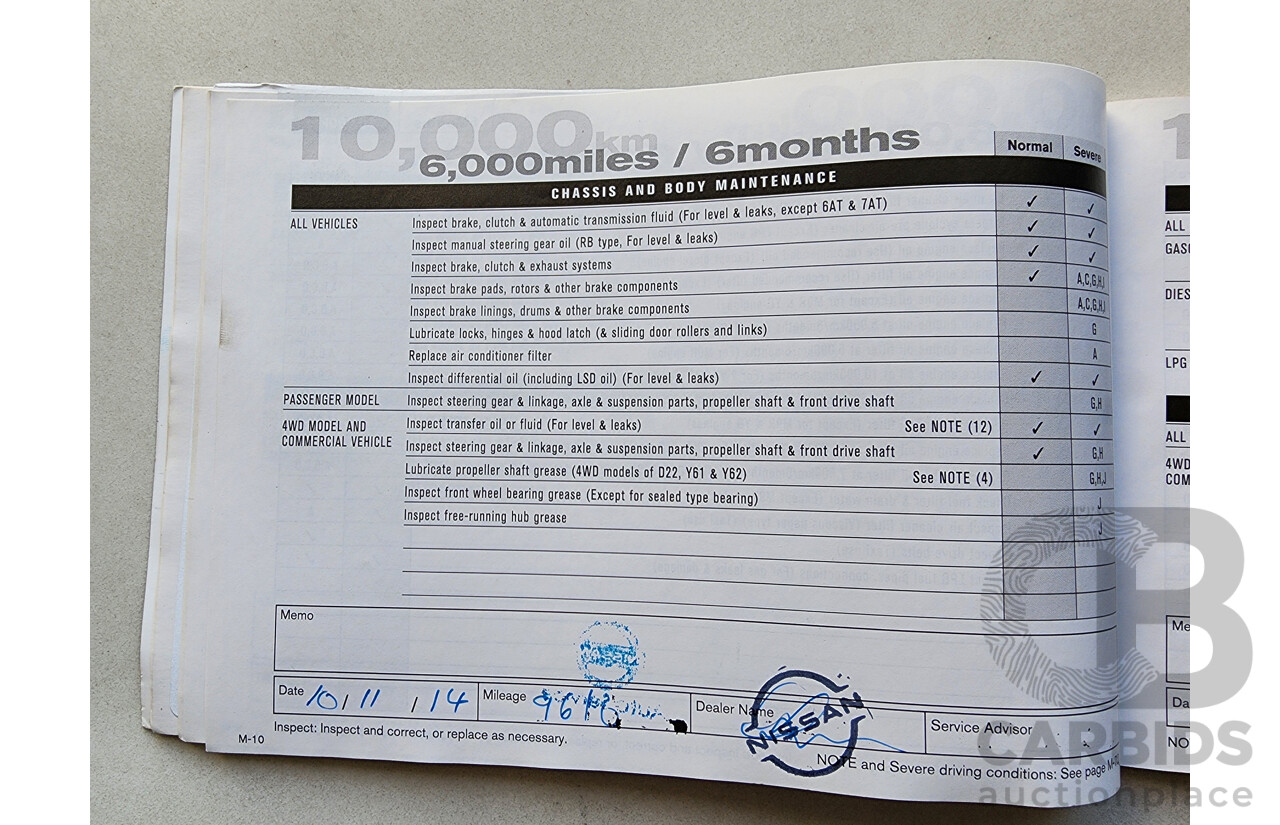 10,000km
6,000miles / 6months
Normal Severe
CHASSIS AND BODY MAINTENANCE
ALL VEHICLES Inspect brake, clutch & automatic transmission fluid (For level & leaks, except 6AT & 7AT) ✓ ✓
Inspect manual steering gear oil (RB type, For level & leaks) ✓ ✓
Inspect brake, clutch & exhaust systems ✓ ✓
Inspect brake pads, rotors & other brake components ✓ A,C,G,H,J
Inspect brake linings, drums & other brake components A,C,G,H,J
Lubricate locks, hinges & hood latch (& sliding door rollers and links) G
Replace air conditioner filter A
Inspect differential oil (including LSD oil) (For level & leaks) ✓ ✓
PASSENGER MODEL Inspect steering gear & linkage, axle & suspension parts, propeller shaft & front drive shaft G,H
4WD MODEL AND
COMMERCIAL VEHICLE
Inspect transfer oil or fluid (For level & leaks) See NOTE (12) ✓ ✓
Inspect steering gear & linkage, axle & suspension parts, propeller shaft & front drive shaft ✓ G,H
Lubricate propeller shaft grease (4WD models of D22, Y61 & Y62) See NOTE (4) G,H,J
Inspect front wheel bearing grease (Except for sealed type bearing) J
Inspect free-running hub grease J
Memo
Date 10/11/14 Mileage Dealer Name Service Advisor
NISSAN
Inspect: Inspect and correct, or replace as necessary.
M-10
NOTE and Severe driving conditions: See page
ALL
GAS
DIES
LPG
ALL
4WD
COM
Me
Da
NO
CARBIDS
auctionplace